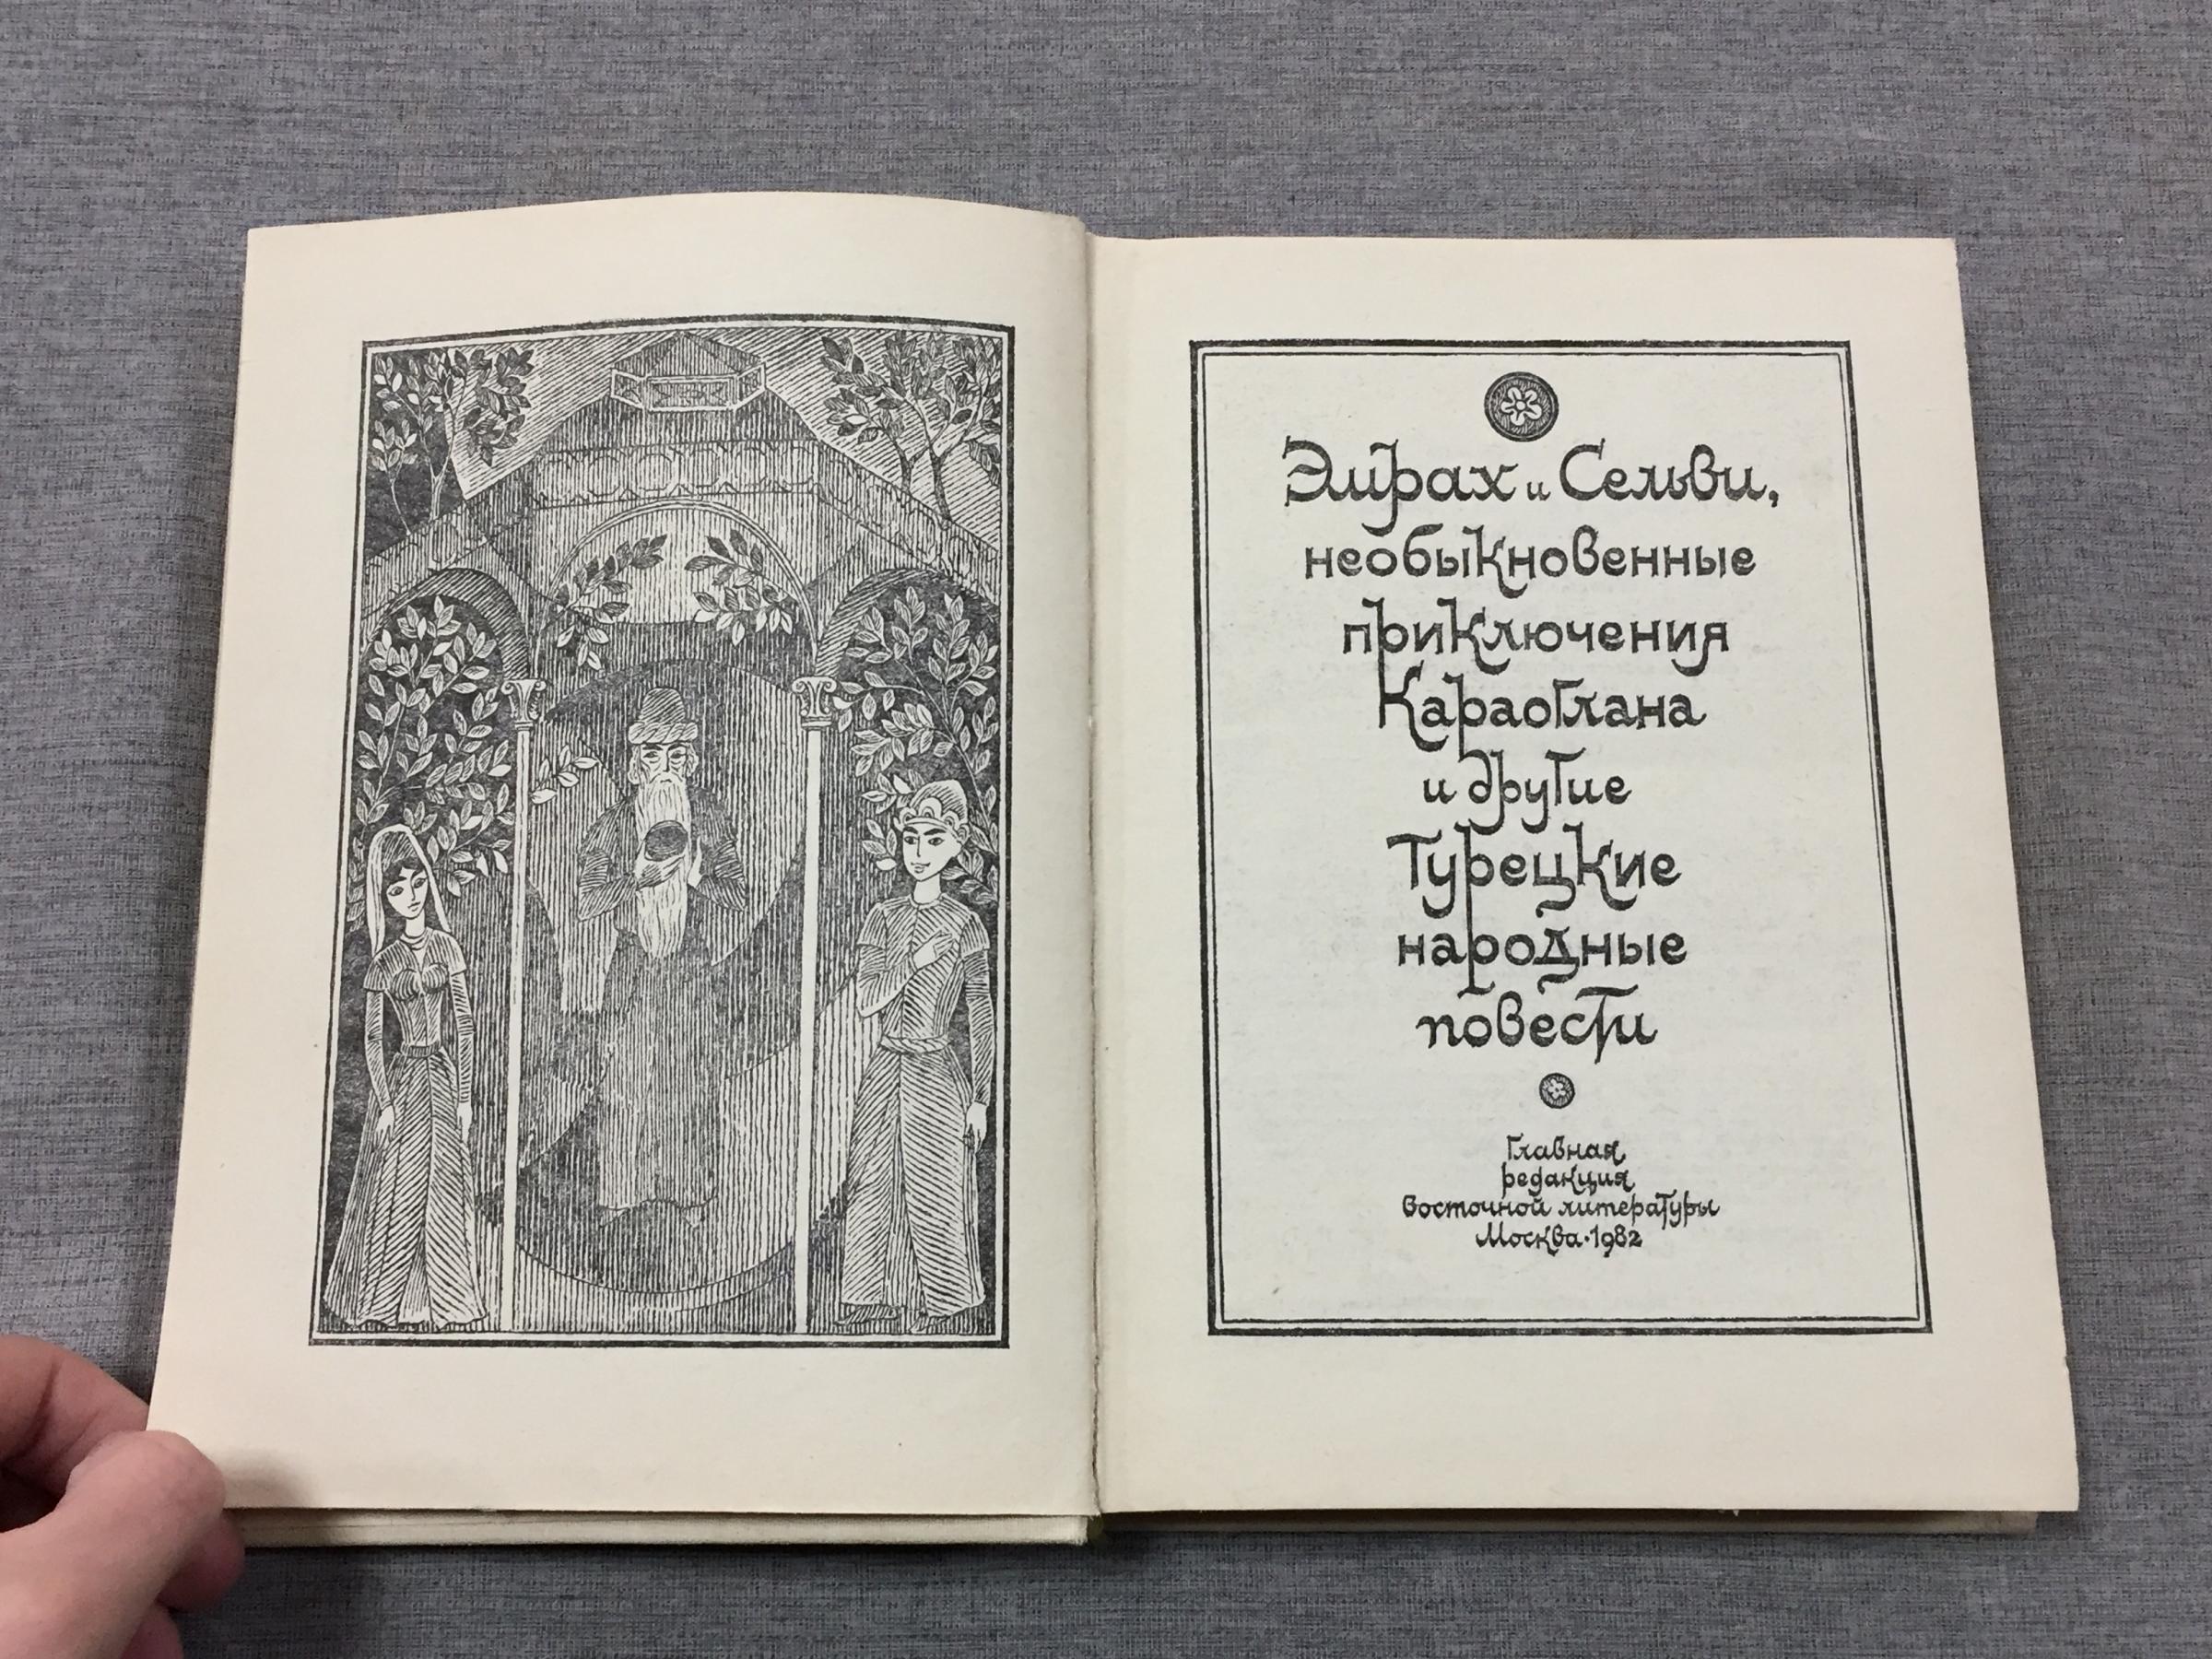 Эмрах и Сельви,
необыкновенные
приключения
Караоглана
и другие
Турецкие
народные
повести
Главная
редакция
Восточной литературы
Москва·1982